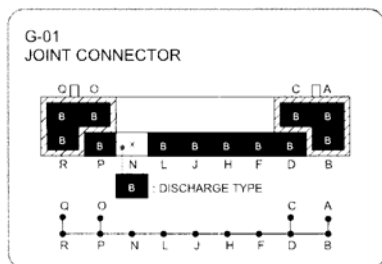 G-01
JOINT CONNECTOR
Q O C A
B B B B
B B B B B B B B
R P N L J H F D B
B : DISCHARGE TYPE
Q O C A
R P N L J H F D B